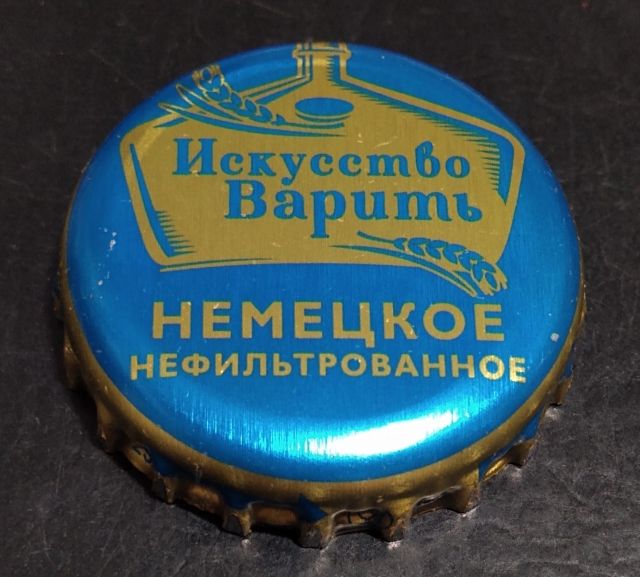 Искусство
Варить
НЕМЕЦКОЕ
НЕФИЛЬТРОВАННОЕ